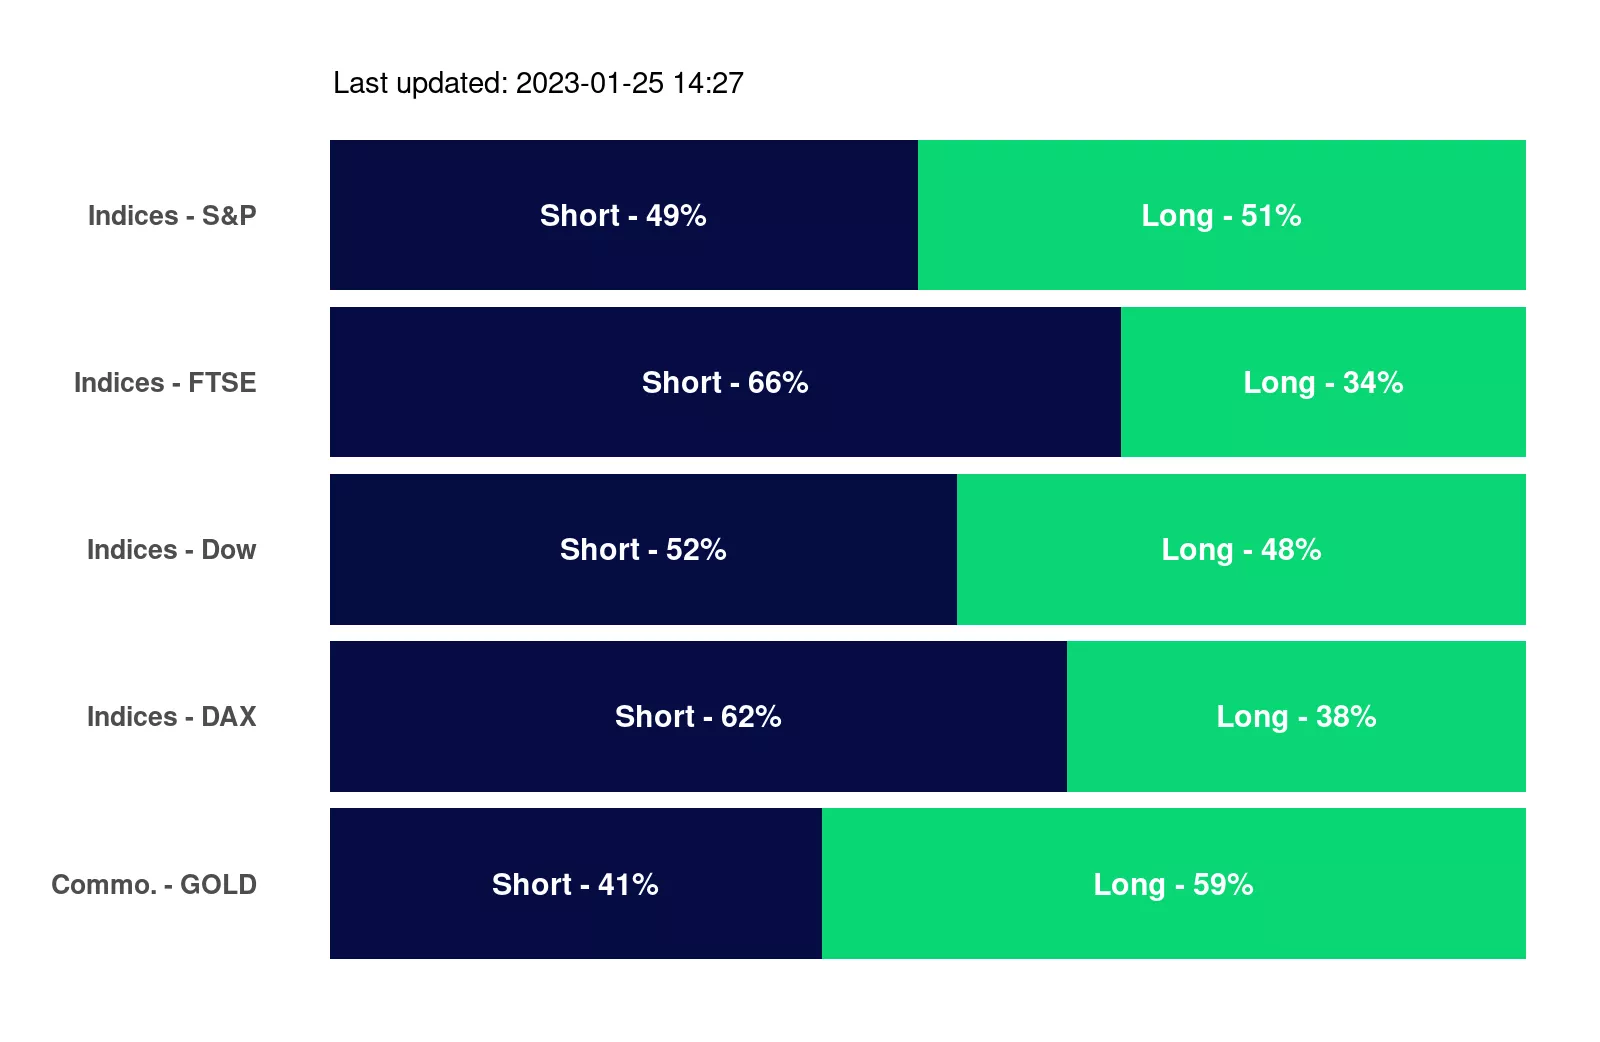 Last updated: 2023-01-25 14:27
Indices - S&P Short - 49% Long - 51%
Indices - FTSE Short - 66% Long - 34%
Indices - Dow Short - 52% Long - 48%
Indices - DAX Short - 62% Long - 38%
Commo. - GOLD Short - 41% Long - 59%